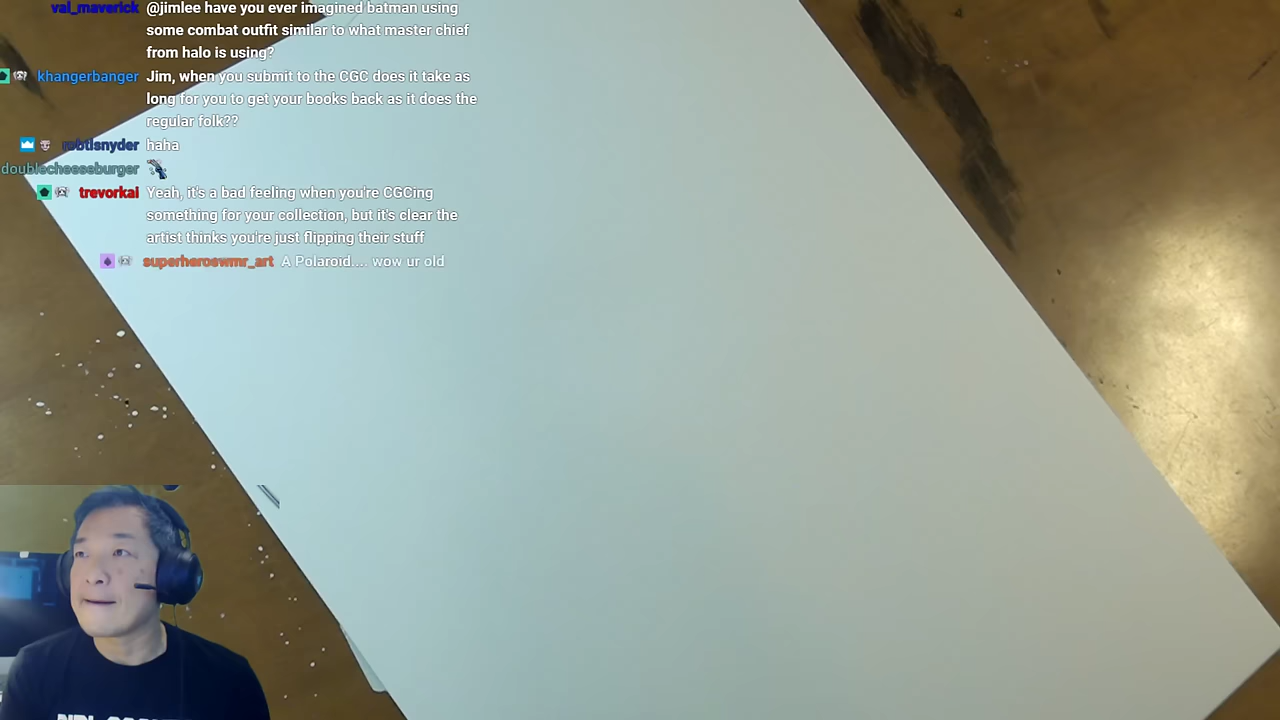 val_maverick @jimlee have you ever imagined batman using
some combat outfit similar to what master chief
from halo is using?
khangerbanger Jim, when you submit to the CGC does it take as
long for you to get your books back as it does the
regular folk??
robtlsnyder haha
doublecheeseburger
trevorkai Yeah, it's a bad feeling when you're CGCing
something for your collection, but it's clear the
artist thinks you're just flipping their stuff
superheroswmr_art A Polaroid.... wow ur old